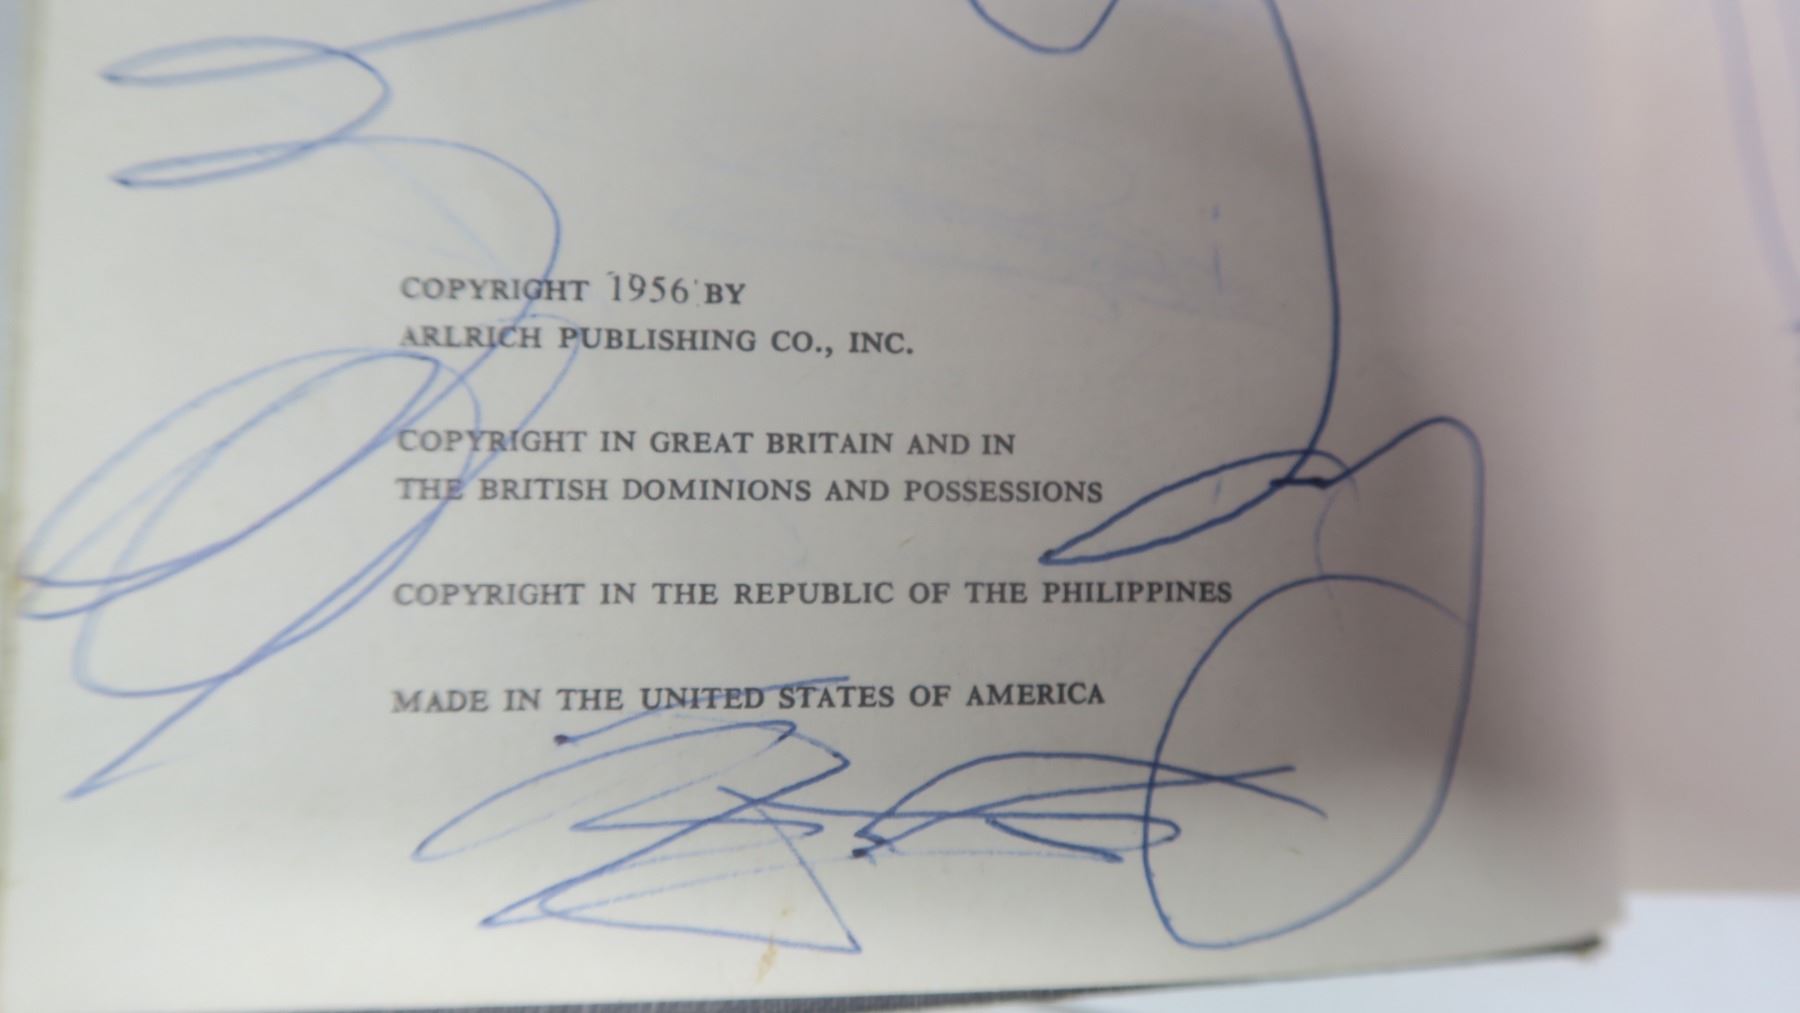 COPYRIGHT 1956 BY
ARLRICH PUBLISHING CO., INC.
COPYRIGHT IN GREAT BRITAIN AND IN
THE BRITISH DOMINIONS AND POSSESSIONS
COPYRIGHT IN THE REPUBLIC OF THE PHILIPPINES
MADE IN THE UNITED STATES OF AMERICA